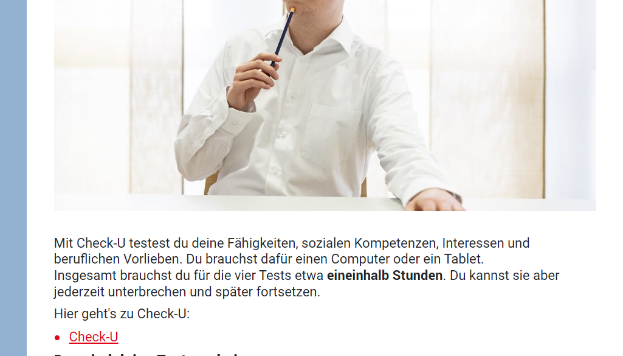 Mit Check-U testest du deine Fähigkeiten, sozialen Kompetenzen, Interessen und
beruflichen Vorlieben. Du brauchst dafür einen Computer oder ein Tablet.
Insgesamt brauchst du für die vier Tests etwa eineinhalb Stunden. Du kannst sie aber
jederzeit unterbrechen und später fortsetzen.
Hier geht's zu Check-U:
Check-U